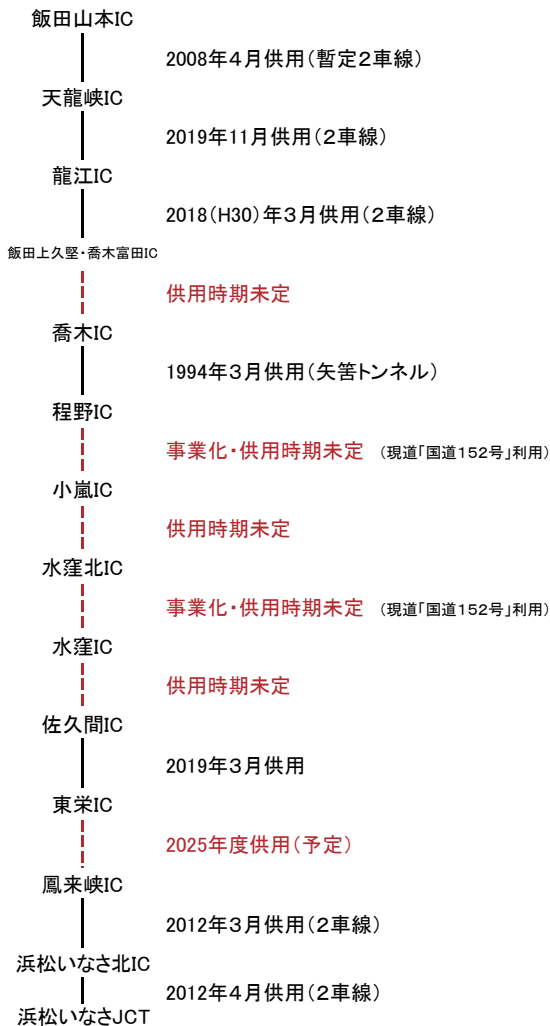 飯田山本IC
2008年４月供用（暫定２車線）
天龍峡IC
2019年11月供用（２車線）
龍江IC
2018（H30）年３月供用（２車線）
飯田上久堅・喬木富田IC
供用時期未定
喬木IC
1994年３月供用（矢筈トンネル）
程野IC
事業化・供用時期未定 （現道「国道152号」利用）
小嵐IC
供用時期未定
水窪北IC
事業化・供用時期未定 （現道「国道152号」利用）
水窪IC
供用時期未定
佐久間IC
2019年３月供用
東栄IC
2025年度供用（予定）
鳳来峡IC
2012年３月供用（２車線）
浜松いなさ北IC
2012年４月供用（２車線）
浜松いなさJCT